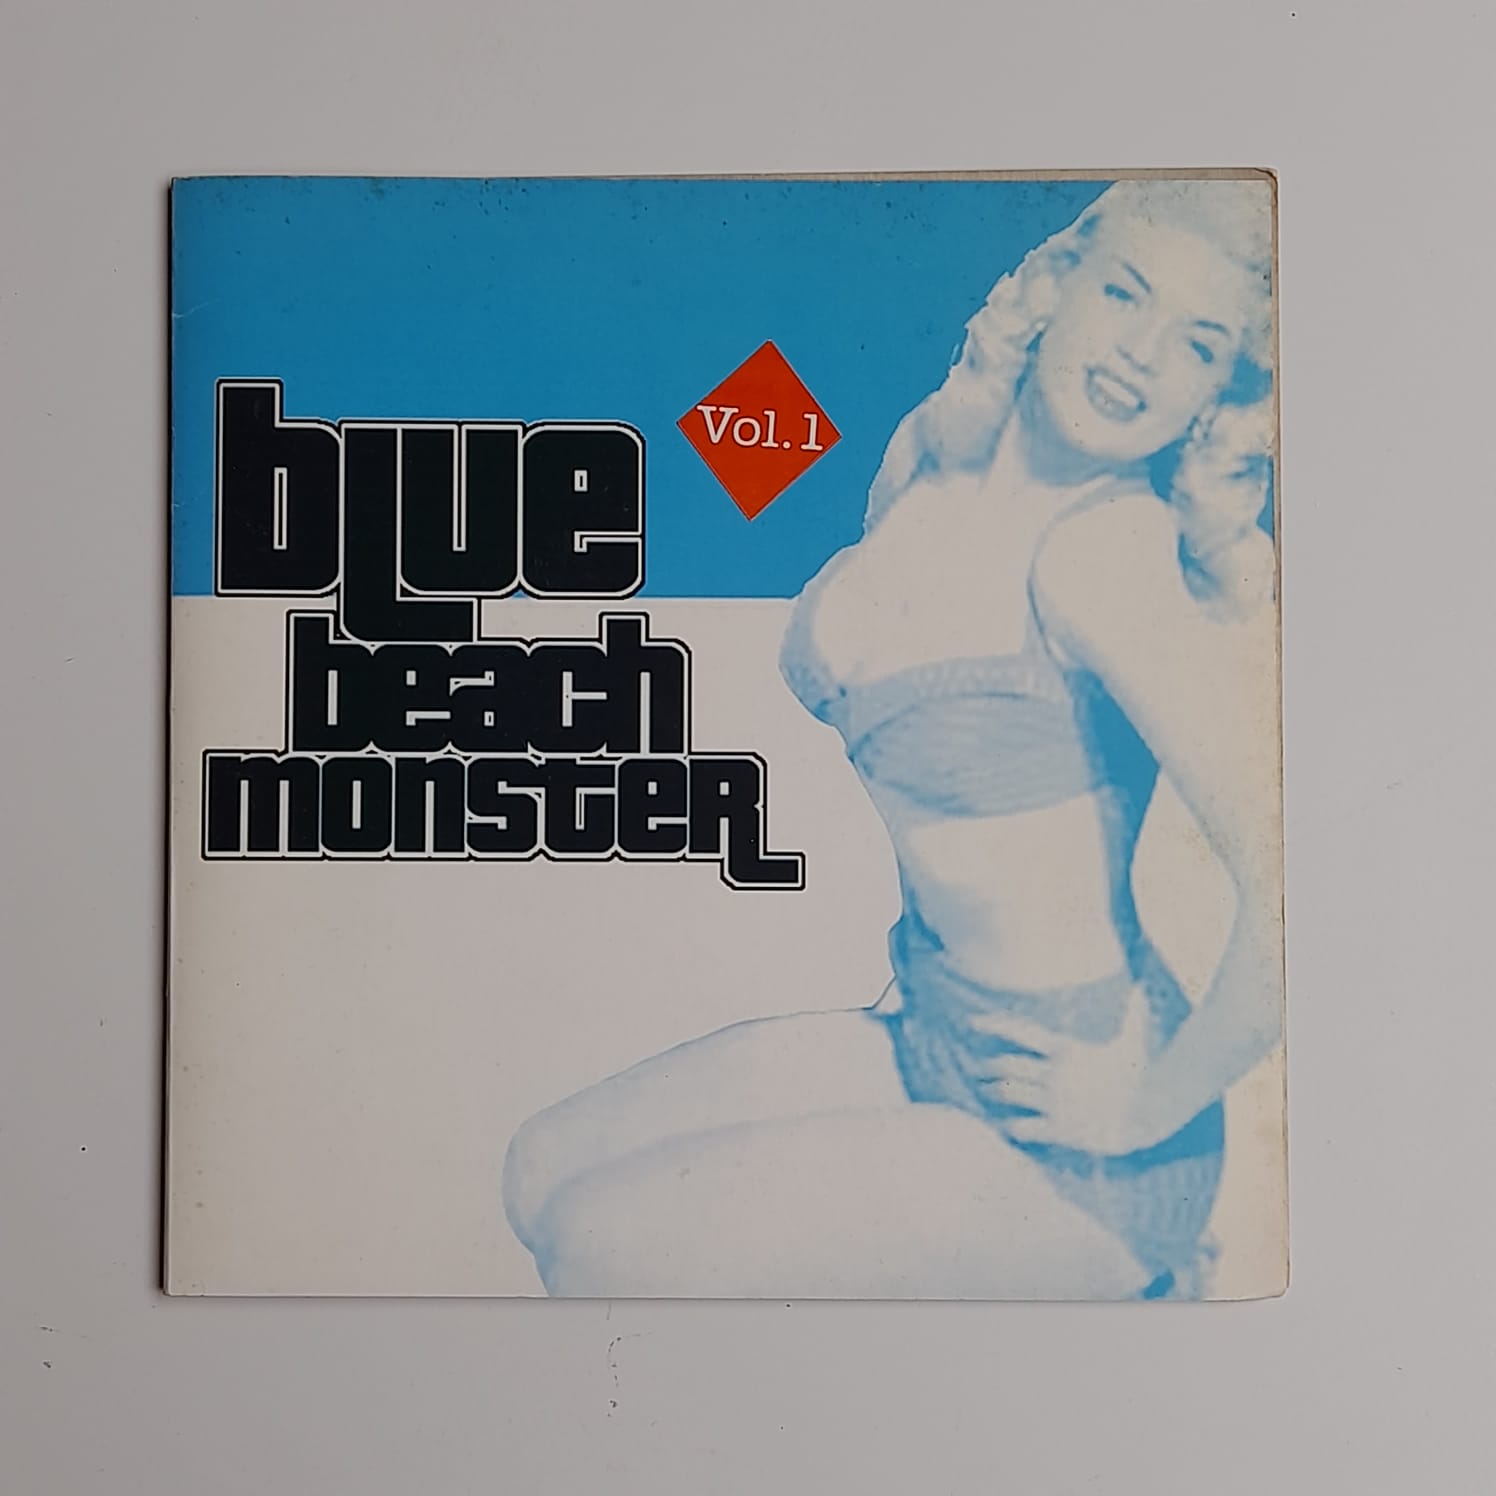 blue
Vol.1
beach
monster